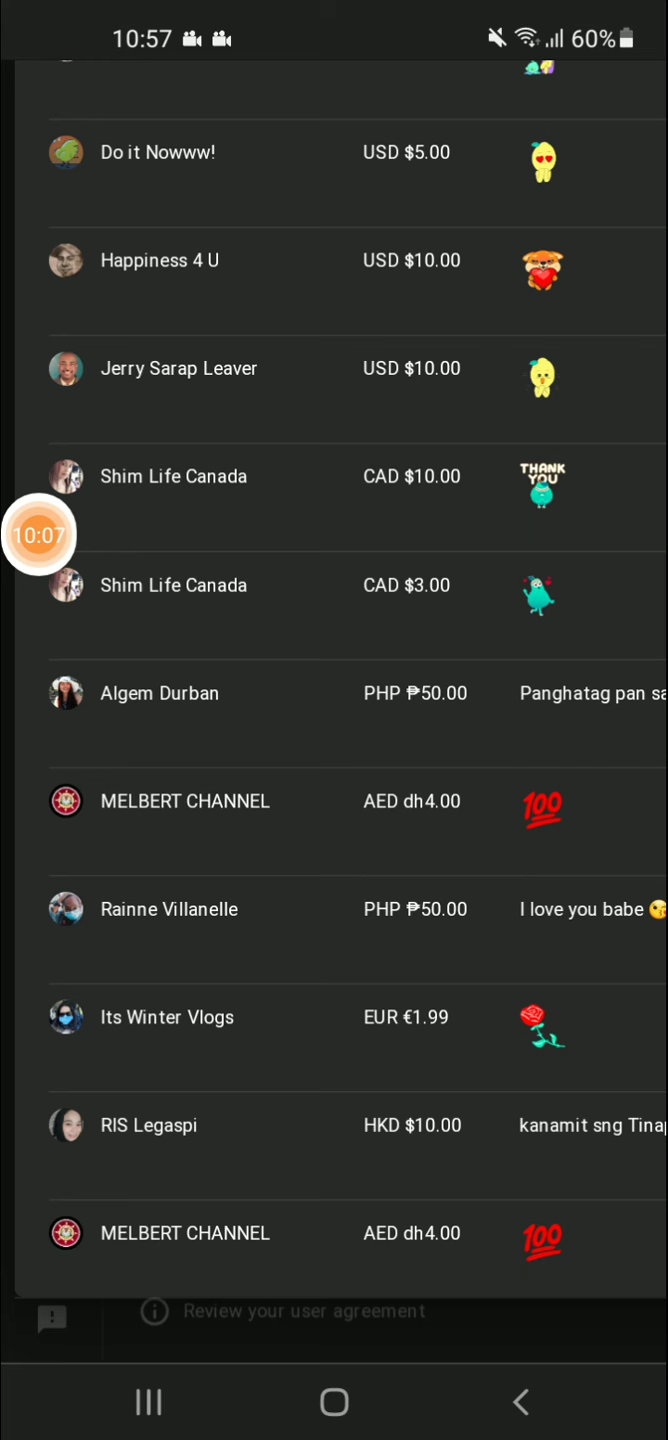 10:57
60%
Do it Nowww! USD $5.00
Happiness 4 U USD $10.00
Jerry Sarap Leaver USD $10.00
Shim Life Canada CAD $10.00 THANK YOU
10:07
Shim Life Canada CAD $3.00
Algem Durban PHP ₱50.00 Panghatag pan sa
MELBERT CHANNEL AED dh4.00 100
Rainne Villanelle PHP ₱50.00 I love you babe 😘
Its Winter Vlogs EUR €1.99
RIS Legaspi HKD $10.00 kanamit sng Tina
MELBERT CHANNEL AED dh4.00 100
Review your user agreement